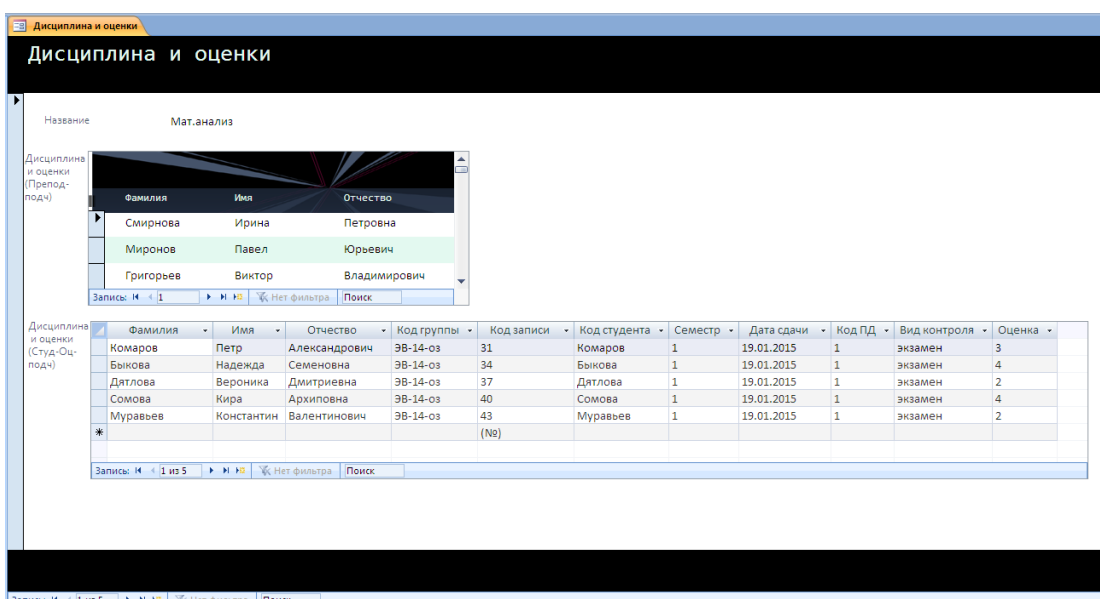 Дисциплина и оценки
Дисциплина и оценки
Название Мат.анализ
Дисциплина
и оценки
(Препод-
подч)
Фамилия Имя Отчество
Смирнова Ирина Петровна
Миронов Павел Юрьевич
Григорьев Виктор Владимирович
Запись: 1 Нет фильтра Поиск
Дисциплина
и оценки
(Студ-Оц-
подч)
Фамилия Имя Отчество Код группы Код записи Код студента Семестр Дата сдачи Код ПД Вид контроля Оценка
Комаров Петр Александрович ЭВ-14-оз 31 Комаров 1 19.01.2015 1 экзамен 3
Быкова Надежда Семеновна ЭВ-14-оз 34 Быкова 1 19.01.2015 1 экзамен 4
Дятлова Вероника Дмитриевна ЭВ-14-оз 37 Дятлова 1 19.01.2015 1 экзамен 2
Сомова Кира Архиповна ЭВ-14-оз 40 Сомова 1 19.01.2015 1 экзамен 4
Муравьев Константин Валентинович ЭВ-14-оз 43 Муравьев 1 19.01.2015 1 экзамен 2
(№)
Запись: 1 из 5 Нет фильтра Поиск